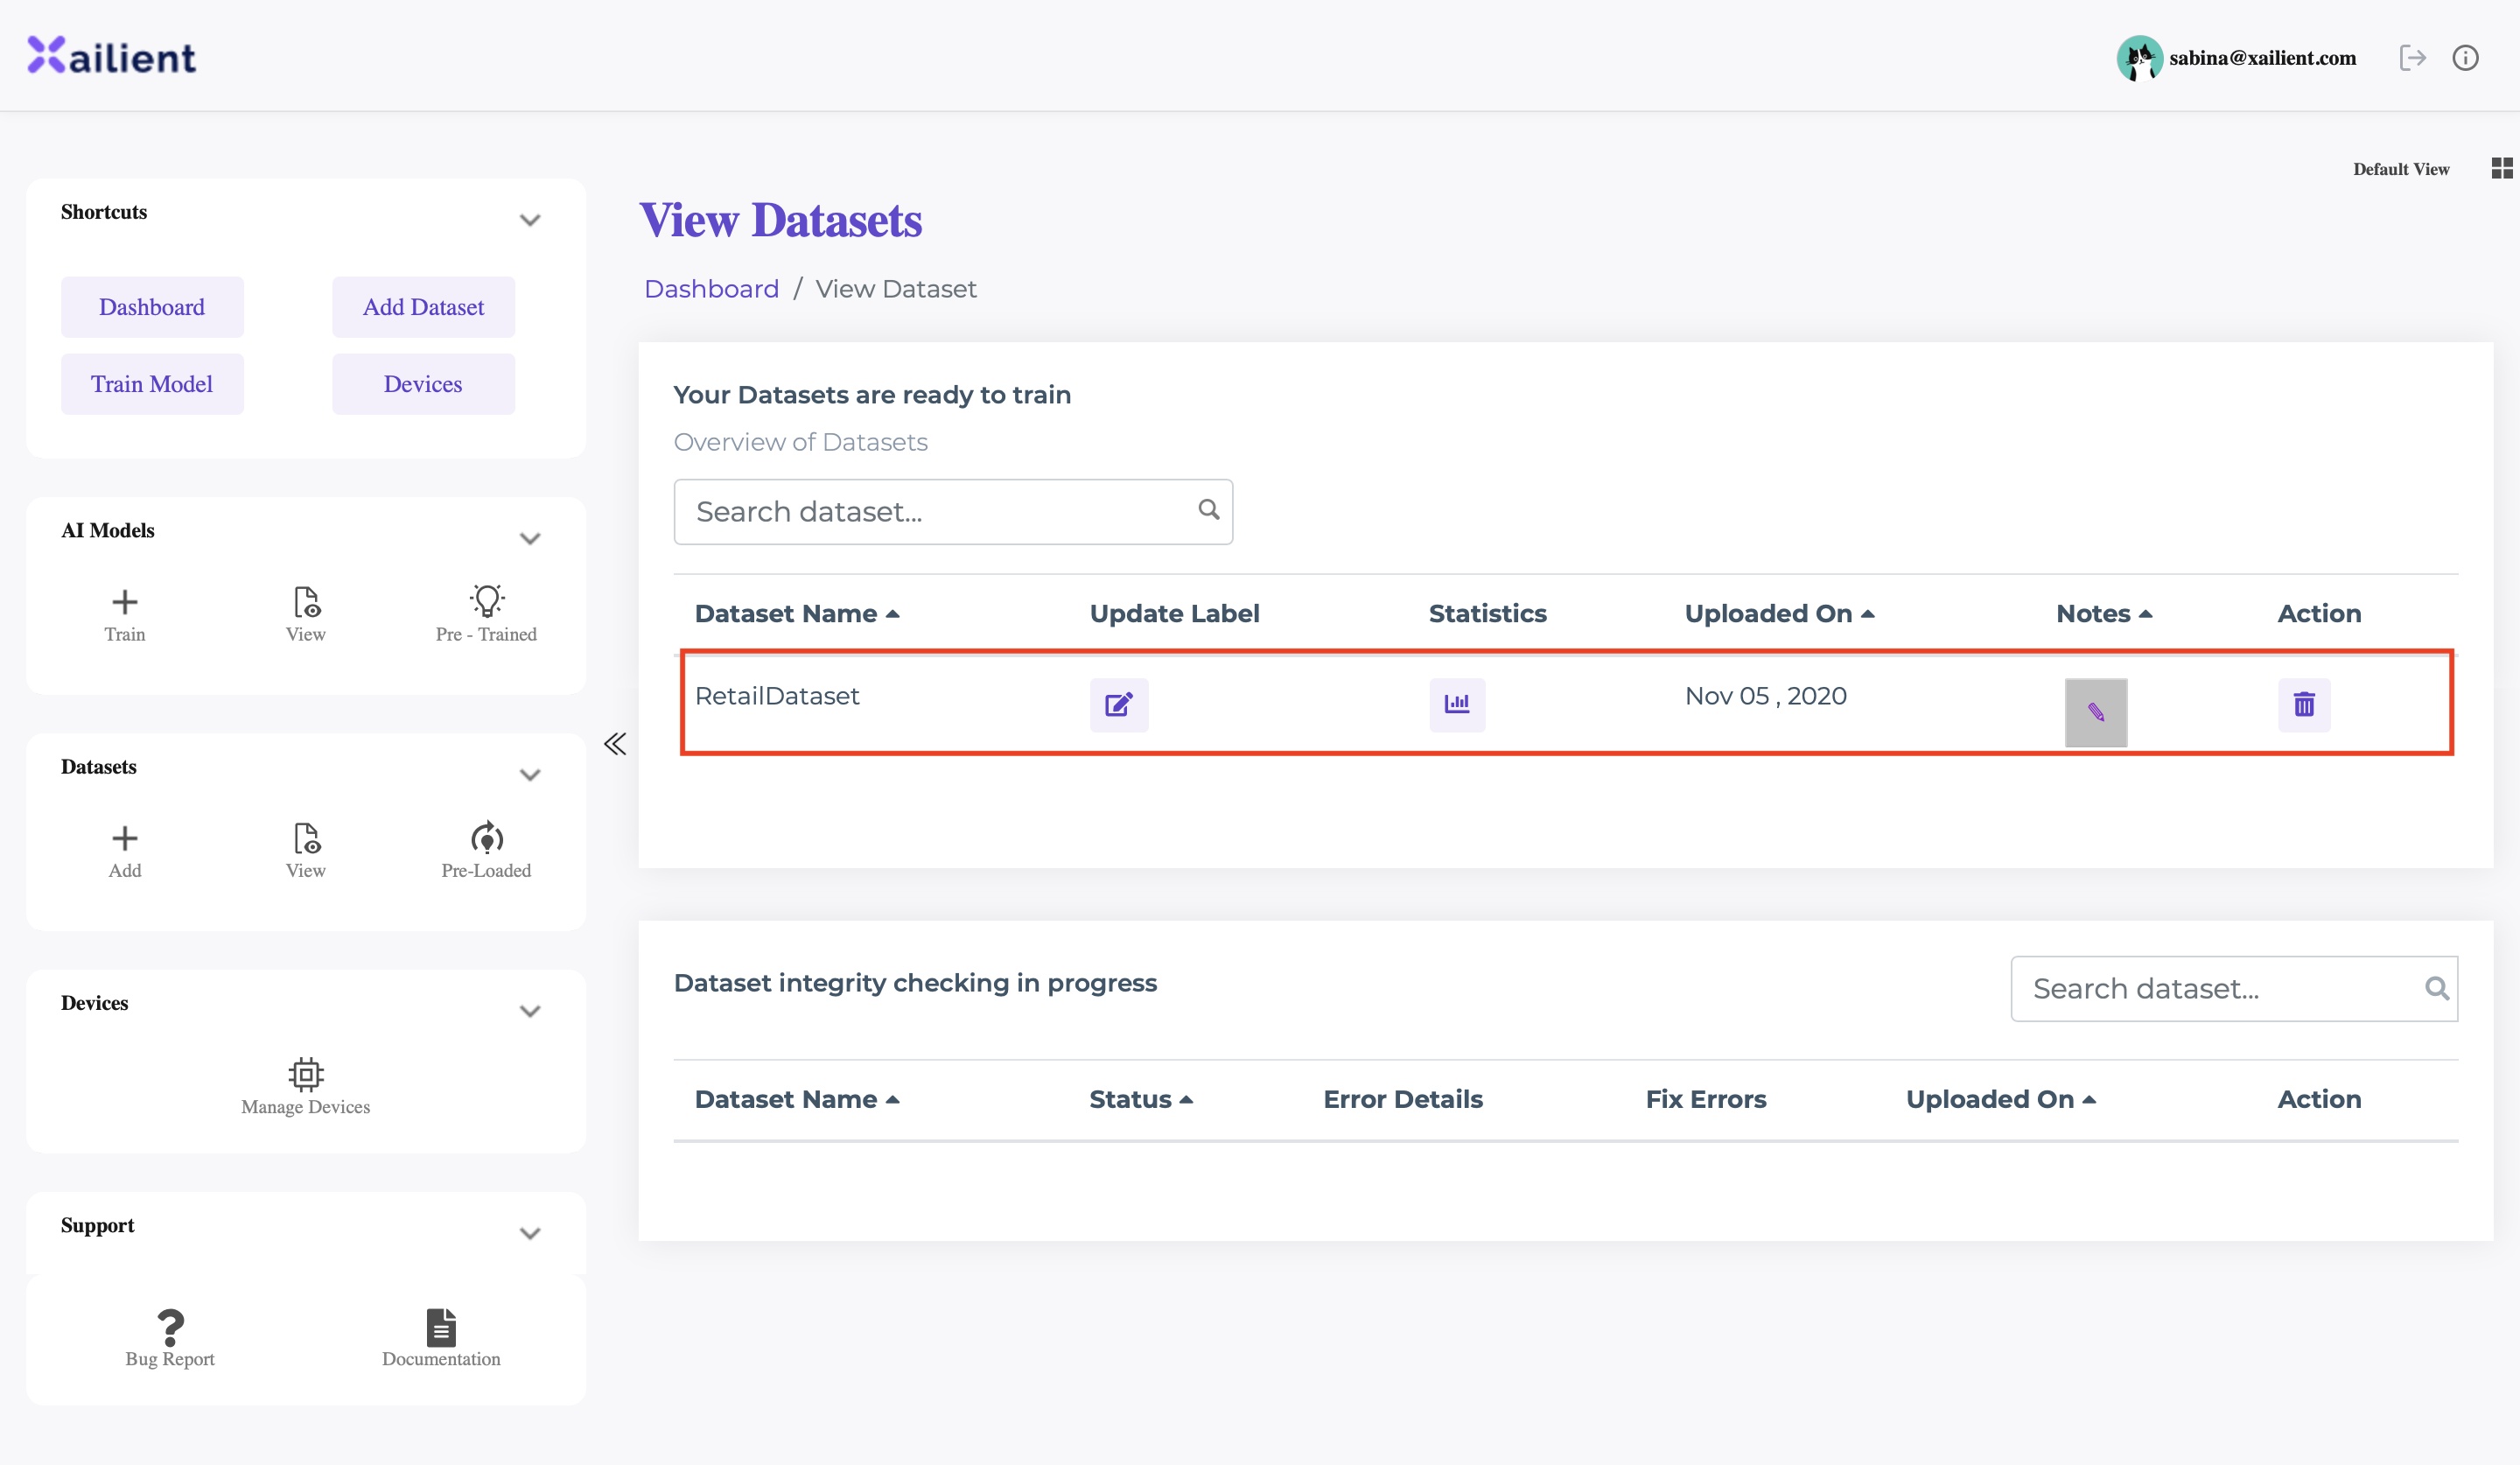 Xailient
sabina@xailient.com
Default View
Shortcuts
Dashboard
Add Dataset
Train Model
Devices
AI Models
Train
View
Pre - Trained
Datasets
Add
View
Pre-Loaded
Devices
Manage Devices
Support
Bug Report
Documentation
View Datasets
Dashboard / View Dataset
Your Datasets are ready to train
Overview of Datasets
Search dataset...
Dataset Name Update Label Statistics Uploaded On Notes Action
RetailDataset Nov 05 , 2020
Dataset integrity checking in progress
Search dataset...
Dataset Name Status Error Details Fix Errors Uploaded On Action